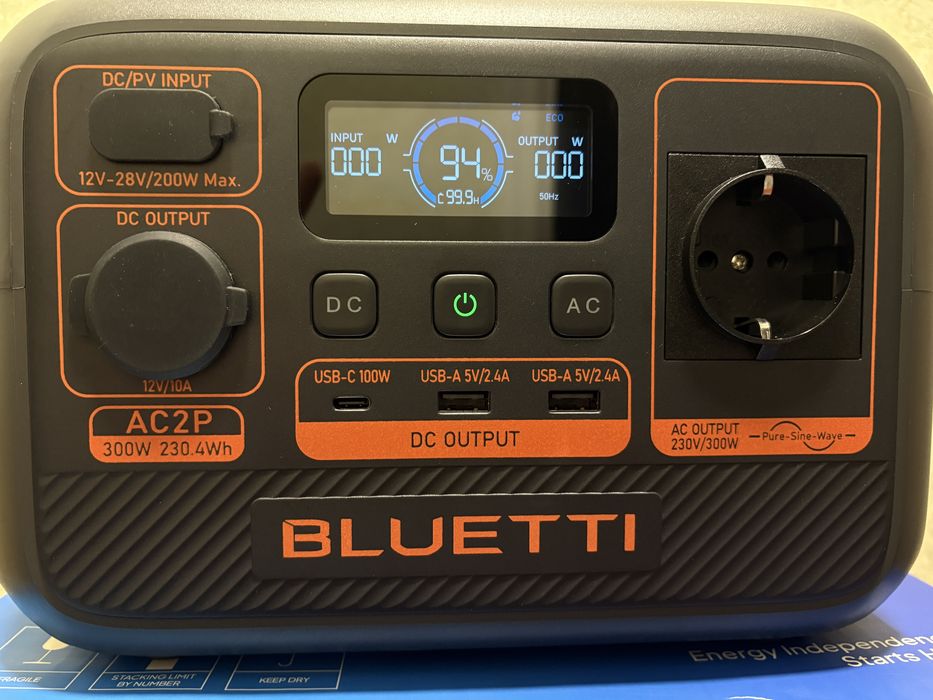 DC/PV INPUT
12V-28V/200W Max.
DC OUTPUT
12V/10A
AC2P
300W 230.4Wh
ECO
INPUT W
000
94%
C 99.9H
OUTPUT W
000
50Hz
DC
AC
USB-C 100W
USB-A 5V/2.4A
USB-A 5V/2.4A
DC OUTPUT
AC OUTPUT
230V/300W
Pure-Sine-Wave
BLUETTI
FRAGILE
STACKING LIMIT
BY NUMBER
KEEP DRY
Energy Independen
Starts H